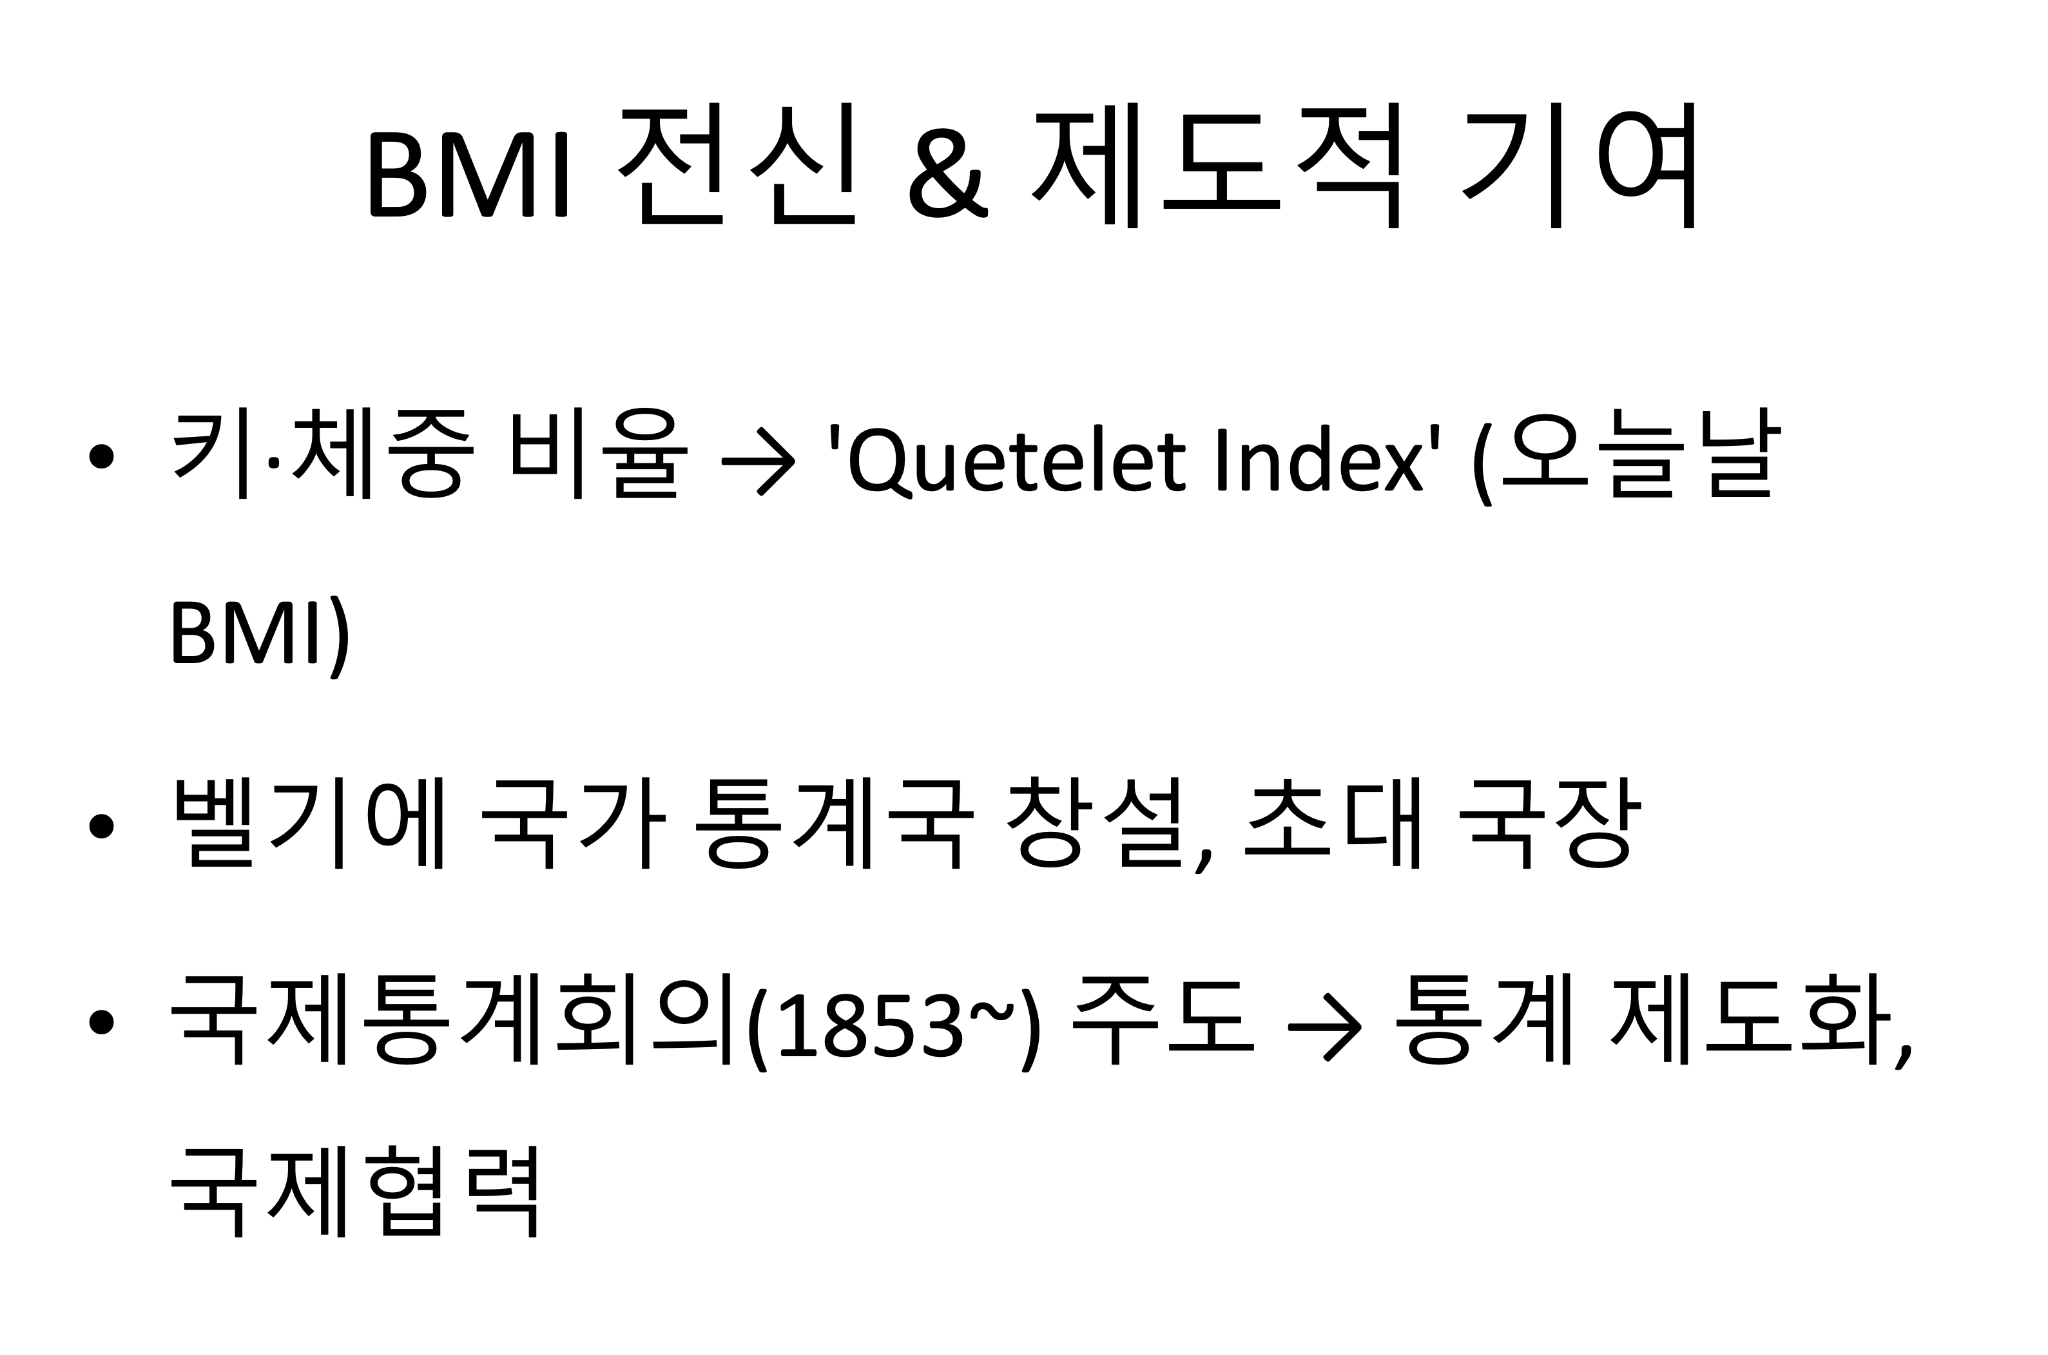 BMI 전신 & 제도적 기여
• 키·체중 비율 → 'Quetelet Index' (오늘날
BMI)
• 벨기에 국가 통계국 창설, 초대 국장
• 국제통계회의(1853~) 주도 → 통계 제도화,
국제협력